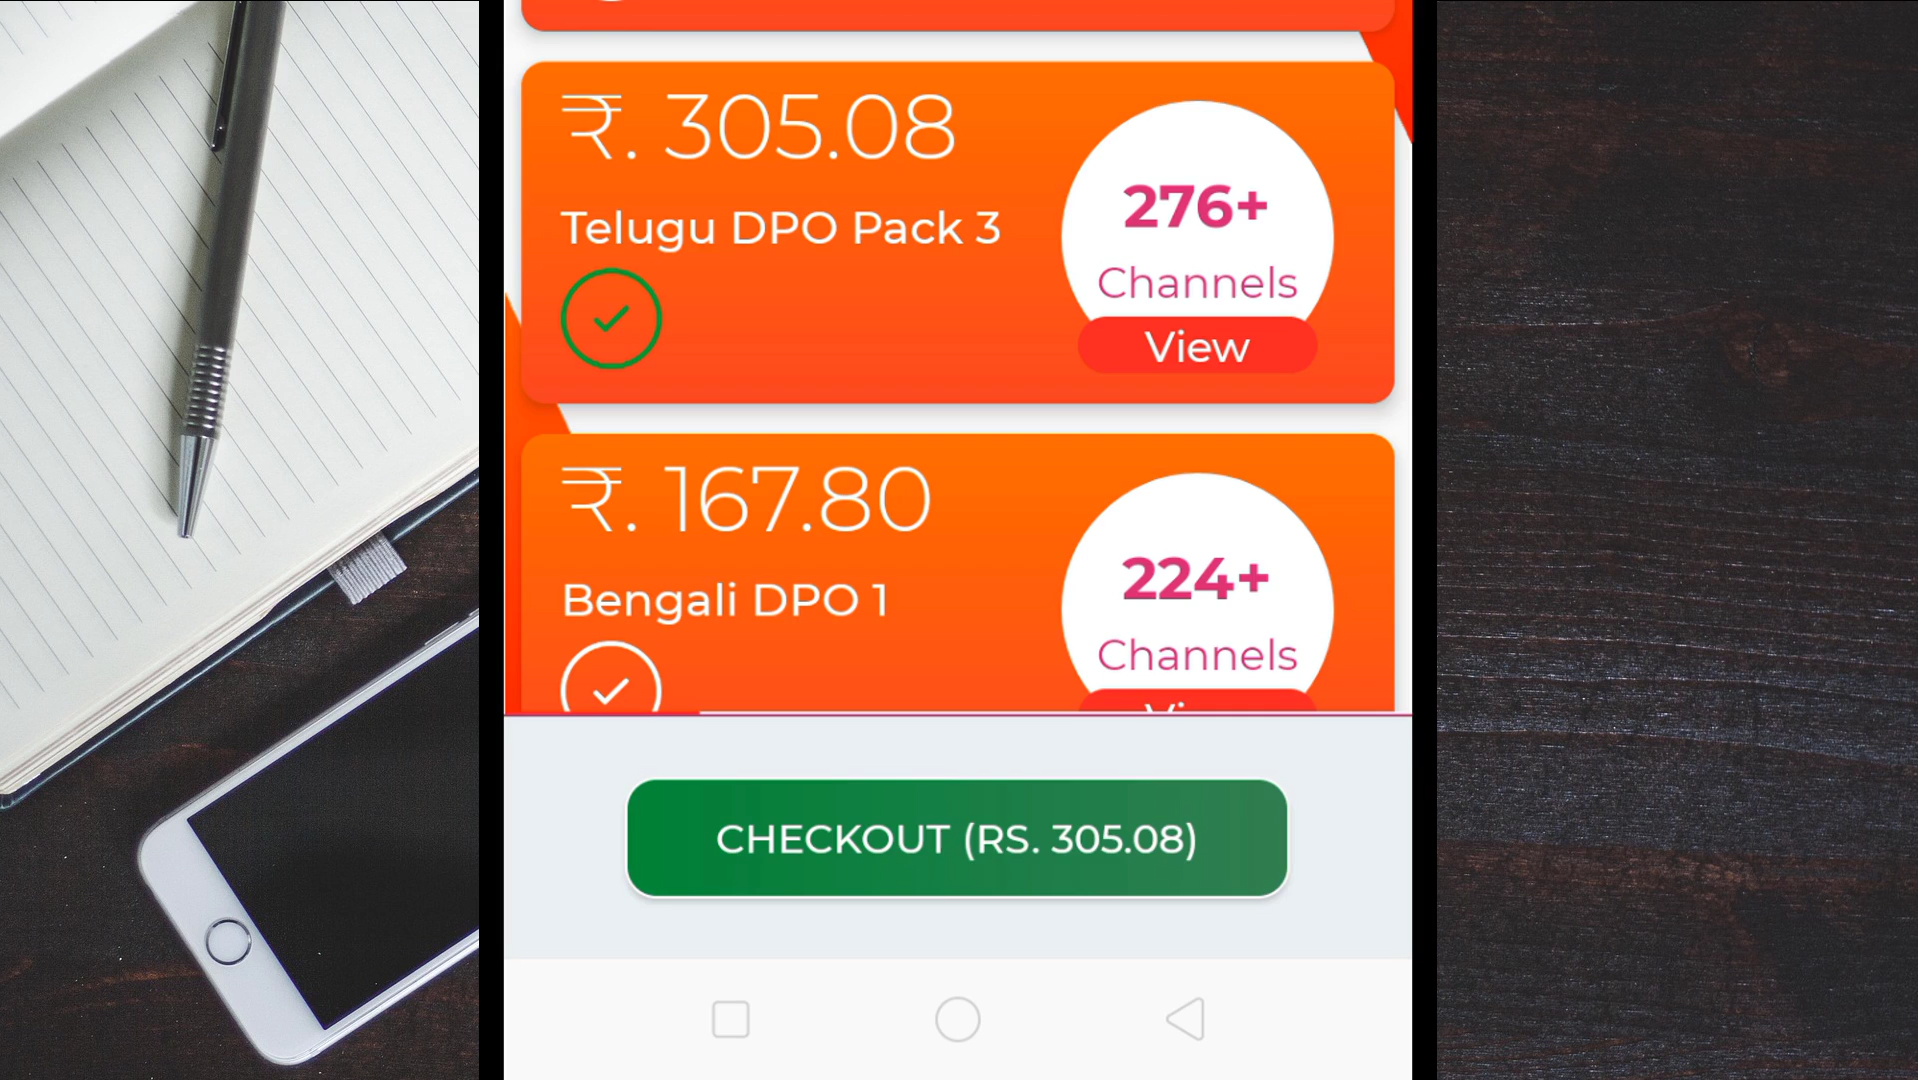 ₹. 305.08
Telugu DPO Pack 3
276+
Channels
View
₹. 167.80
Bengali DPO 1
224+
Channels
CHECKOUT (RS. 305.08)